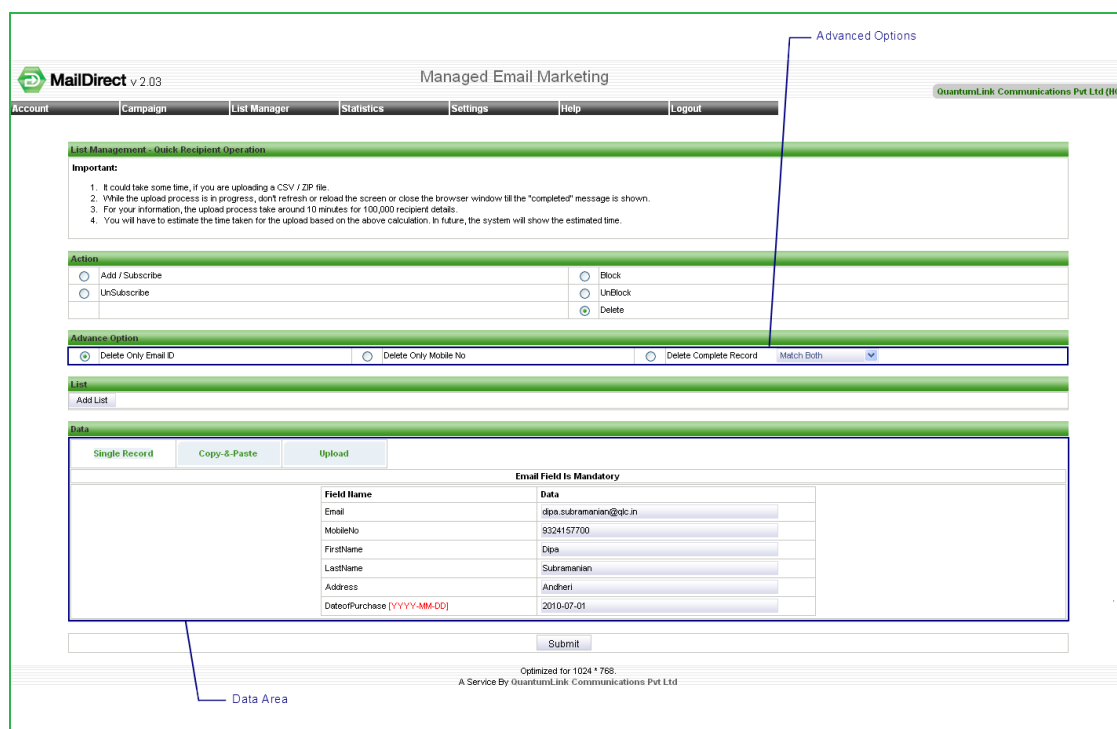 Advanced Options
MailDirect v 2.03
Managed Email Marketing
QuantumLink Communications Pvt Ltd (HO
Account Campaign List Manager Statistics Settings Help Logout
List Management - Quick Recipient Operation
Important:
1. It could take some time, if you are uploading a CSV / ZIP file.
2. While the upload process is in progress, don't refresh or reload the screen or close the browser window till the "completed" message is shown.
3. For your information, the upload process take around 10 minutes for 100,000 recipient details.
4. You will have to estimate the time taken for the upload based on the above calculation. In future, the system will show the estimated time.
Action
Add / Subscribe Block
UnSubscribe UnBlock
Delete
Advance Option
Delete Only Email ID Delete Only Mobile No Delete Complete Record Match Both
List
Add List
Data
Single Record Copy-&-Paste Upload
Email Field Is Mandatory
Field Name Data
Email dipa.subramanian@qlc.in
MobileNo 9324157700
FirstName Dipa
LastName Subramanian
Address Andheri
DateofPurchase [YYYY-MM-DD] 2010-07-01
Submit
Optimized for 1024 * 768.
A Service By QuantumLink Communications Pvt Ltd
Data Area